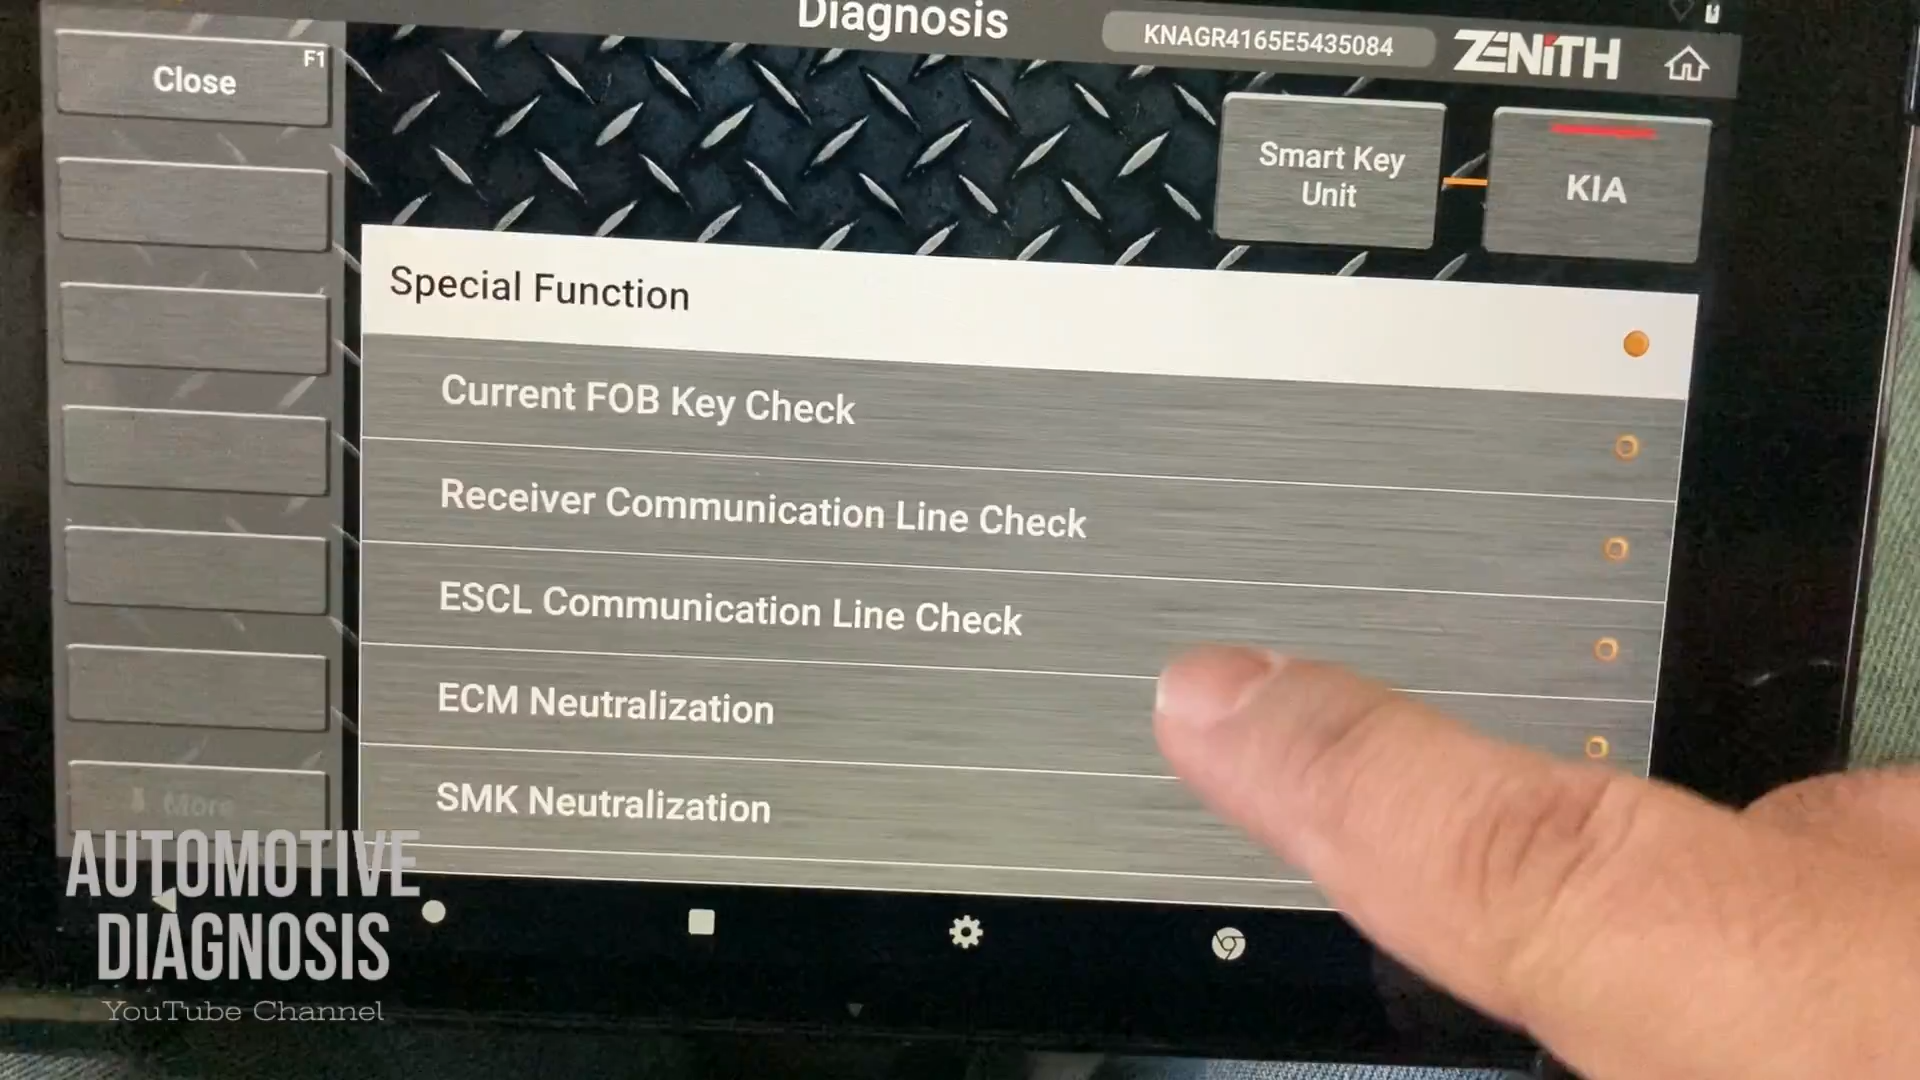 Diagnosis
KNAGR4165E5435084
ZENITH
Close
F1
Smart Key
Unit
KIA
Special Function
Current FOB Key Check
Receiver Communication Line Check
ESCL Communication Line Check
ECM Neutralization
SMK Neutralization
More
AUTOMOTIVE
DIAGNOSIS
YouTube Channel